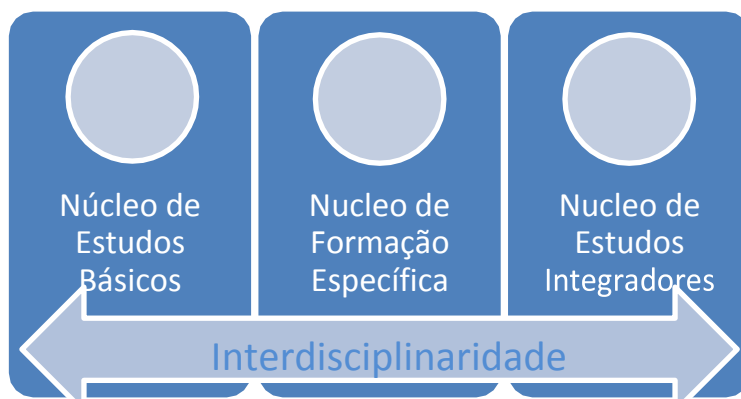 Núcleo de
Estudos
Básicos
Nucleo de
Formação
Específica
Nucleo de
Estudos
Integradores
Interdisciplinaridade